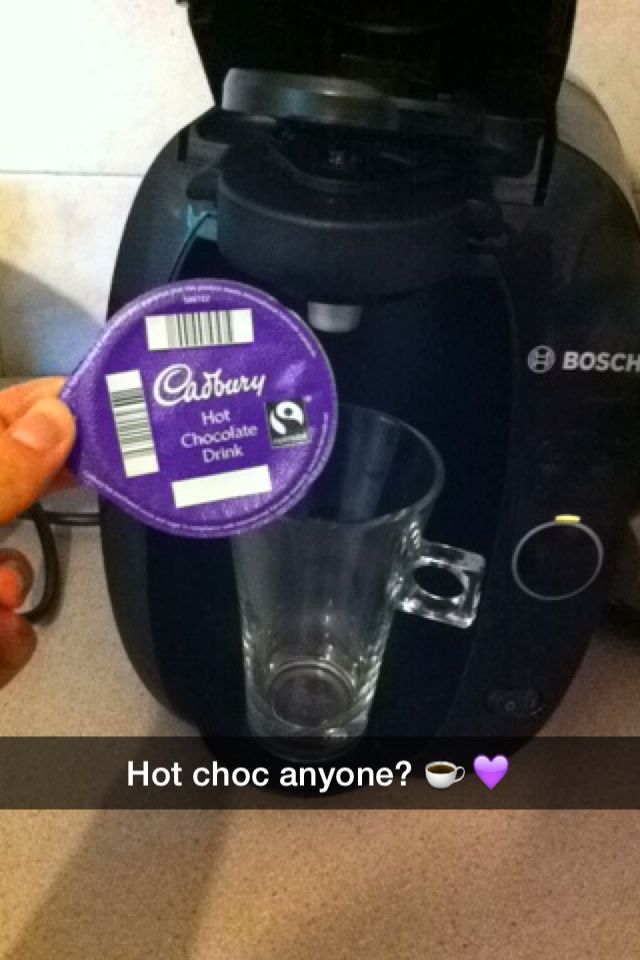 Cadbury
Hot
Chocolate
Drink
BOSCH
Hot choc anyone? ☕💜